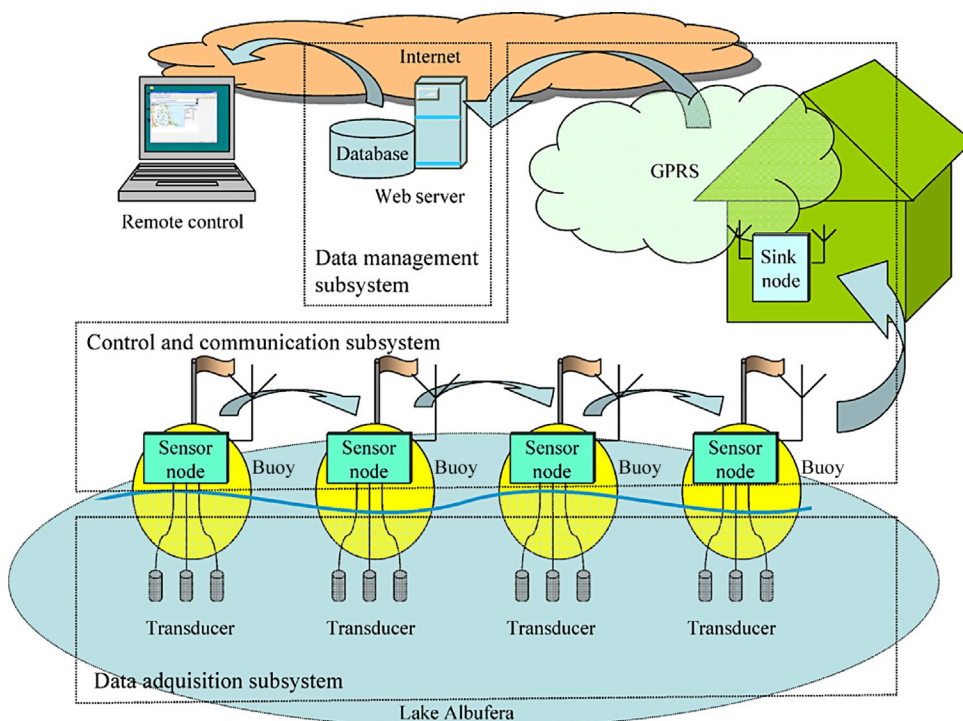 Internet
Database
Web server
Remote control
GPRS
Sink
node
Data management
subsystem
Control and communication subsystem
Sensor
node
Buoy
Sensor
node
Buoy
Sensor
node
Buoy
Sensor
node
Buoy
Transducer
Transducer
Transducer
Transducer
Data adquisition subsystem
Lake Albufera